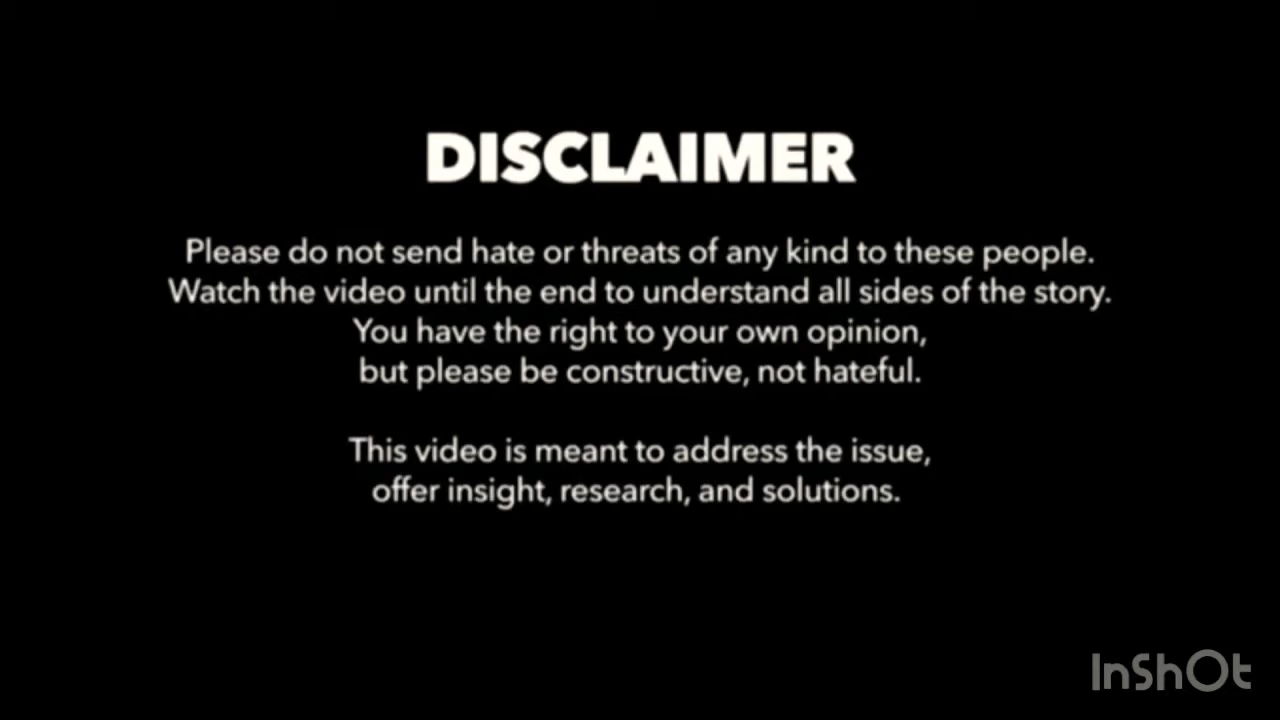 DISCLAIMER
Please do not send hate or threats of any kind to these people.
Watch the video until the end to understand all sides of the story.
You have the right to your own opinion,
but please be constructive, not hateful.
This video is meant to address the issue,
offer insight, research, and solutions.
InShOt